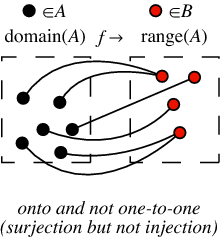 ∈A ∈B
domain(A) f→ range(A)
onto and not one-to-one
(surjection but not injection)